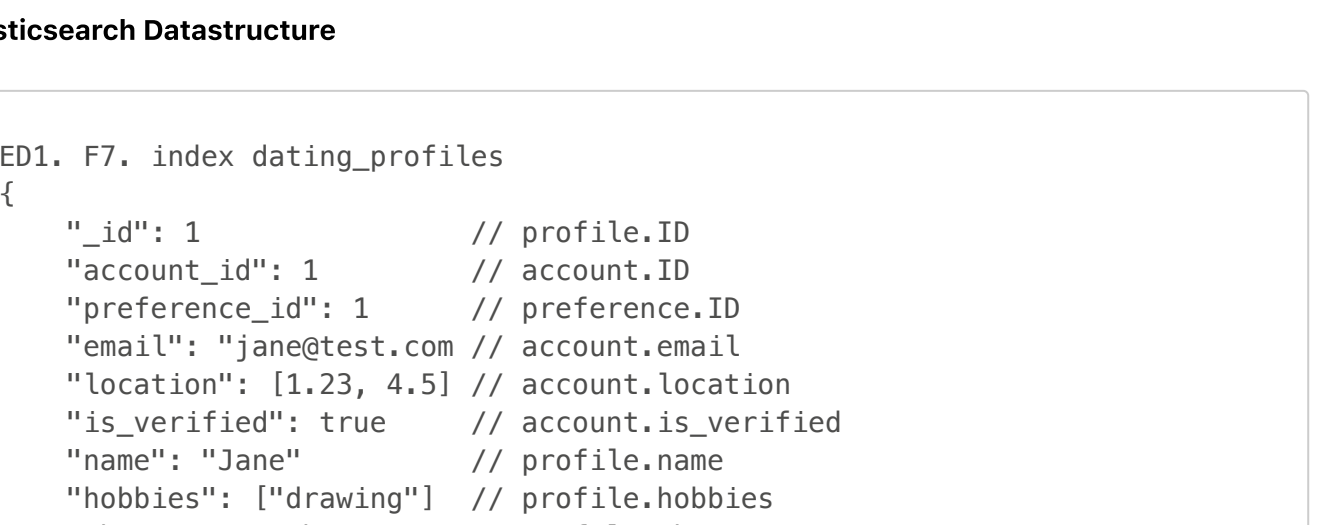 sticsearch Datastructure
ED1. F7. index dating_profiles
{
    "_id": 1                // profile.ID
    "account_id": 1         // account.ID
    "preference_id": 1      // preference.ID
    "email": "jane@test.com // account.email
    "location": [1.23, 4.5] // account.location
    "is_verified": true     // account.is_verified
    "name": "Jane"          // profile.name
    "hobbies": ["drawing"]  // profile.hobbies